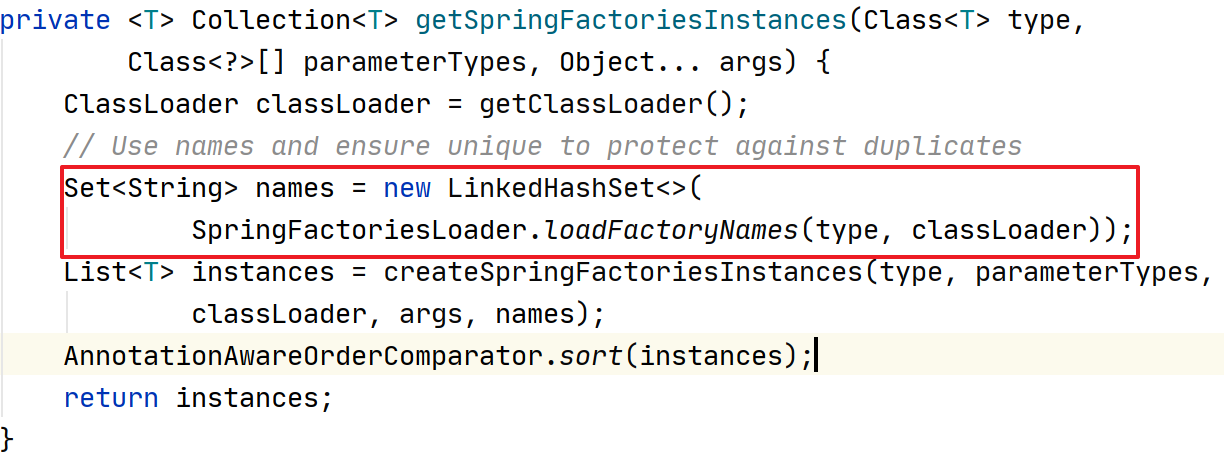 private <T> Collection<T> getSpringFactoriesInstances(Class<T> type,
        Class<?>[] parameterTypes, Object... args) {
    ClassLoader classLoader = getClassLoader();
    // Use names and ensure unique to protect against duplicates
    Set<String> names = new LinkedHashSet<>(
            SpringFactoriesLoader.loadFactoryNames(type, classLoader));
    List<T> instances = createSpringFactoriesInstances(type, parameterTypes,
            classLoader, args, names);
    AnnotationAwareOrderComparator.sort(instances);
    return instances;
}